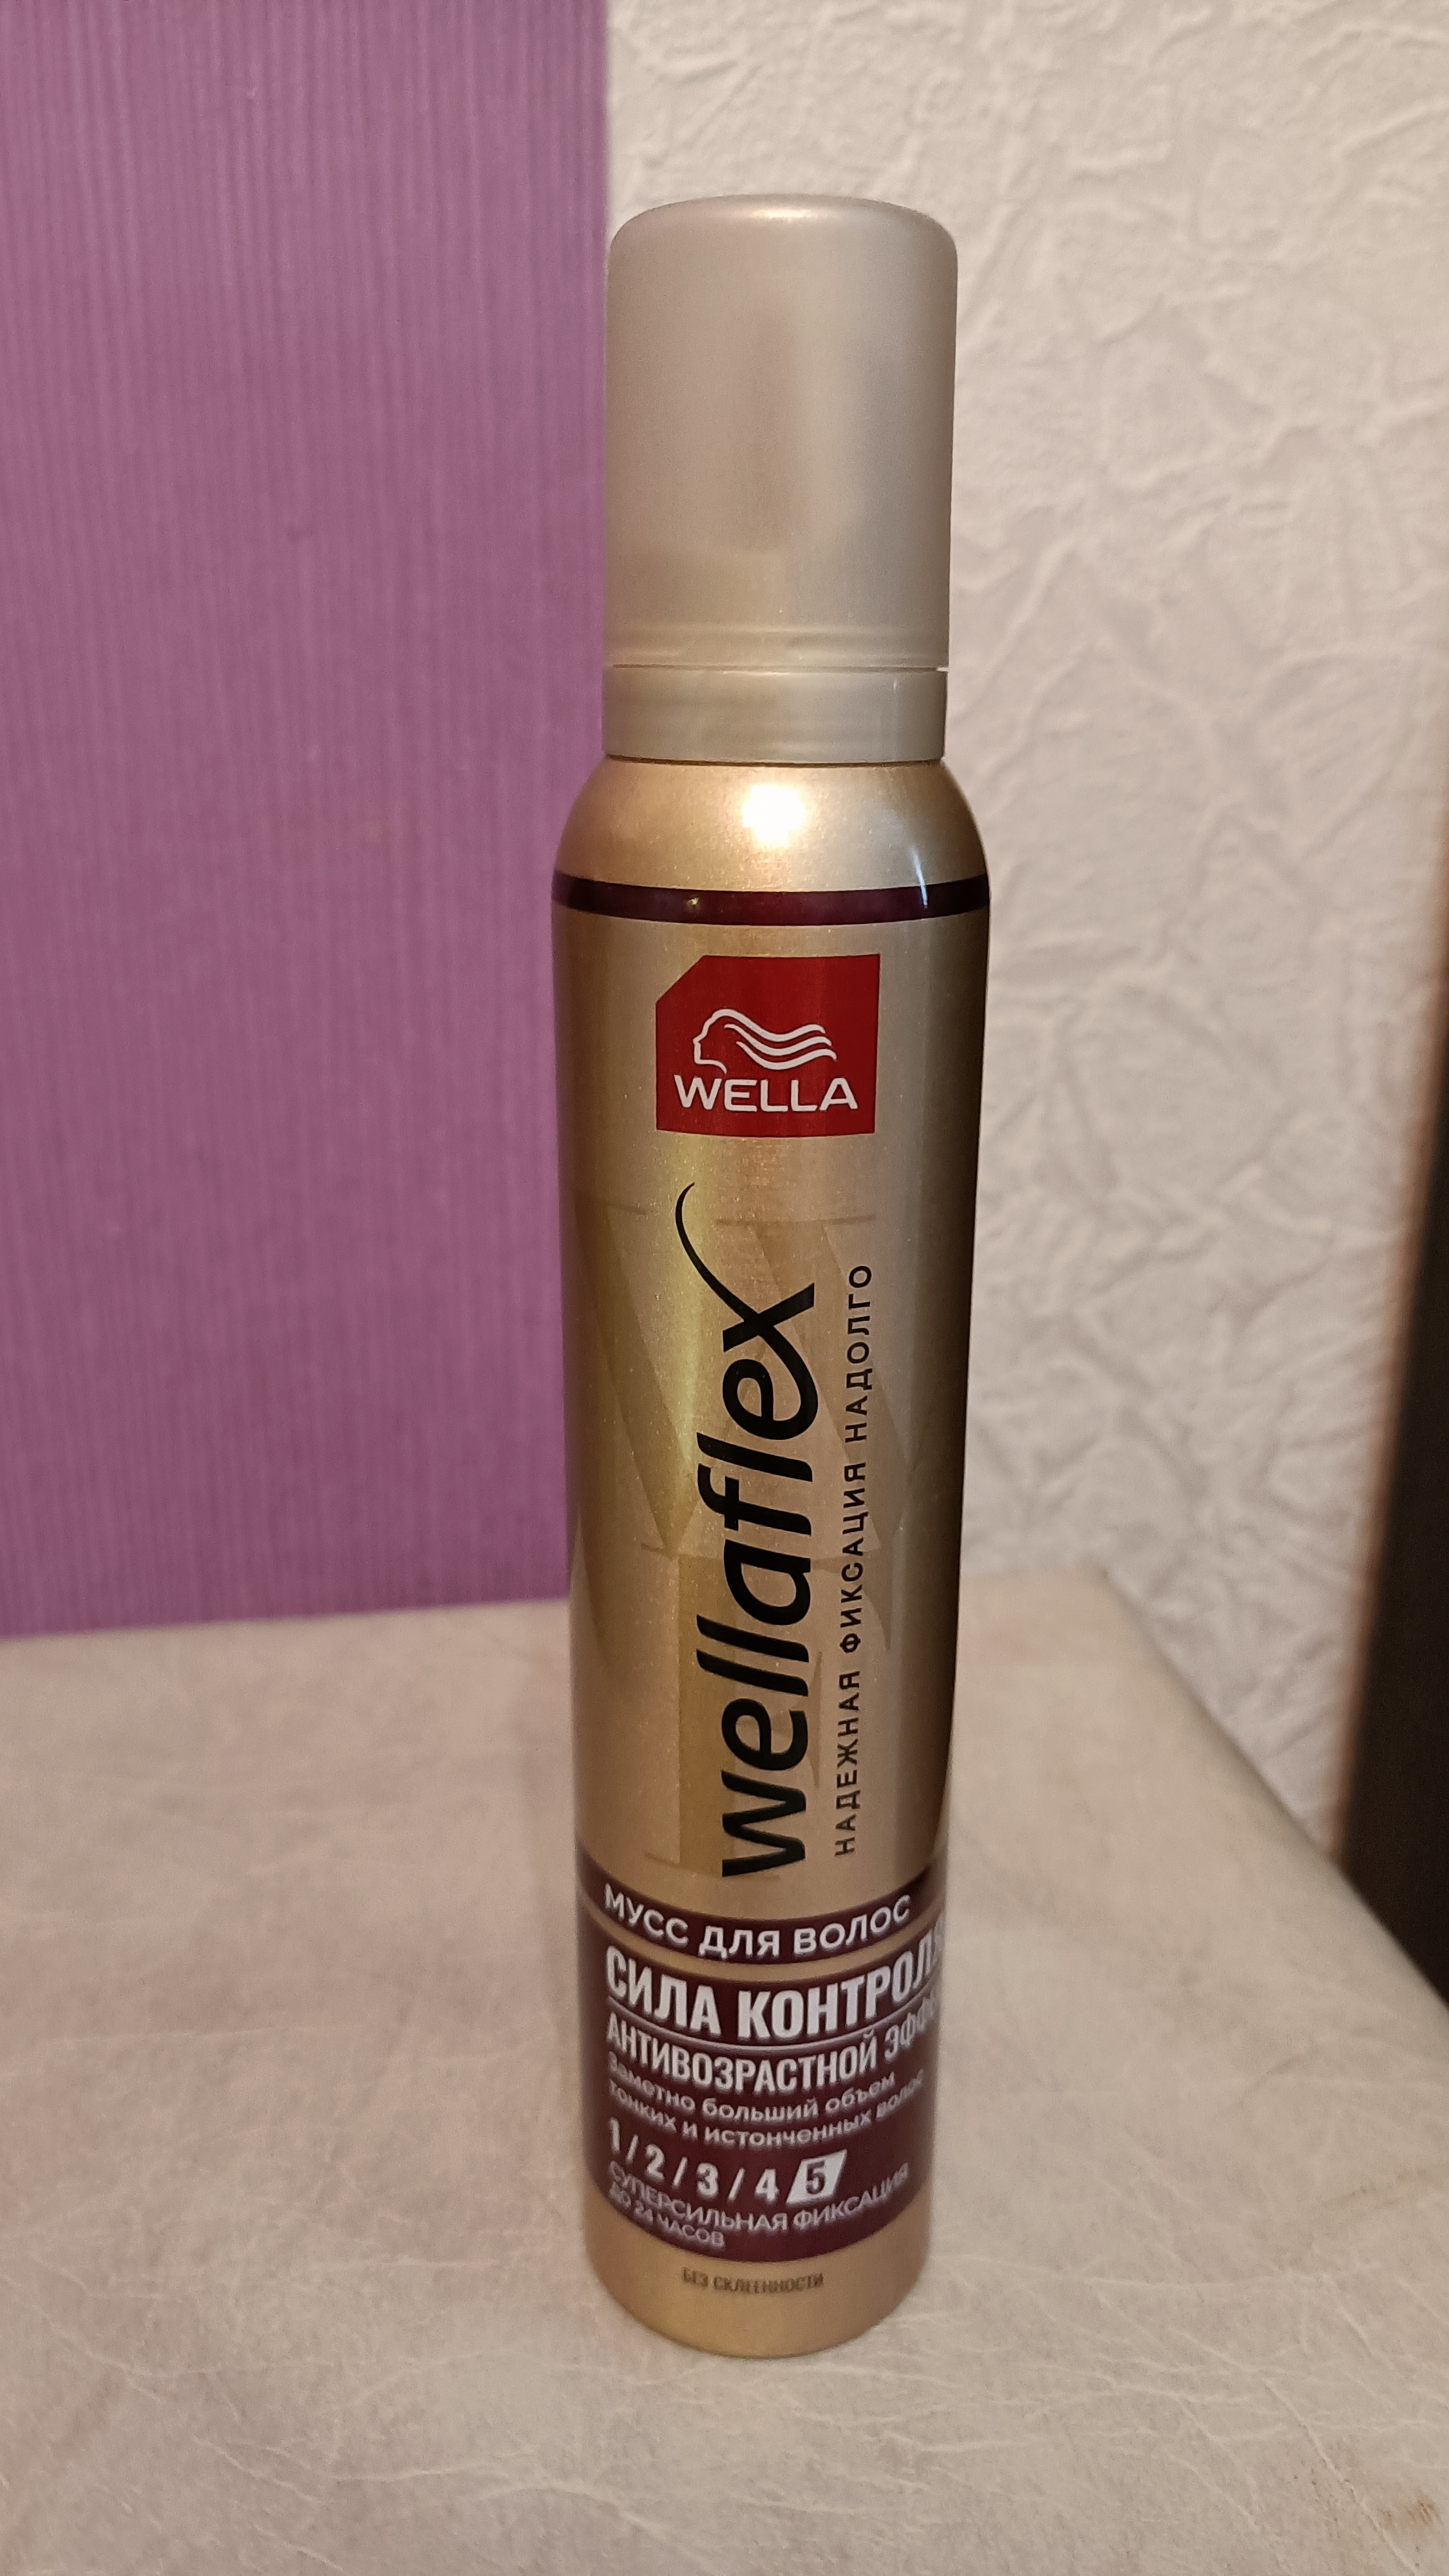 WELLA
wellaflex
НАДЕЖНАЯ ФИКСАЦИЯ НАДОЛГО
МУСС ДЛЯ ВОЛОС
СИЛА КОНТРОЛЯ
АНТИВОЗРАСТНОЙ
Заметно больший объем
тонких и истонченных волос
1 / 2 / 3 / 4 / 5
СУПЕРСИЛЬНАЯ ФИКСАЦИЯ
ДО 24 ЧАСОВ
БЕЗ СКЛЕЕННОСТИ